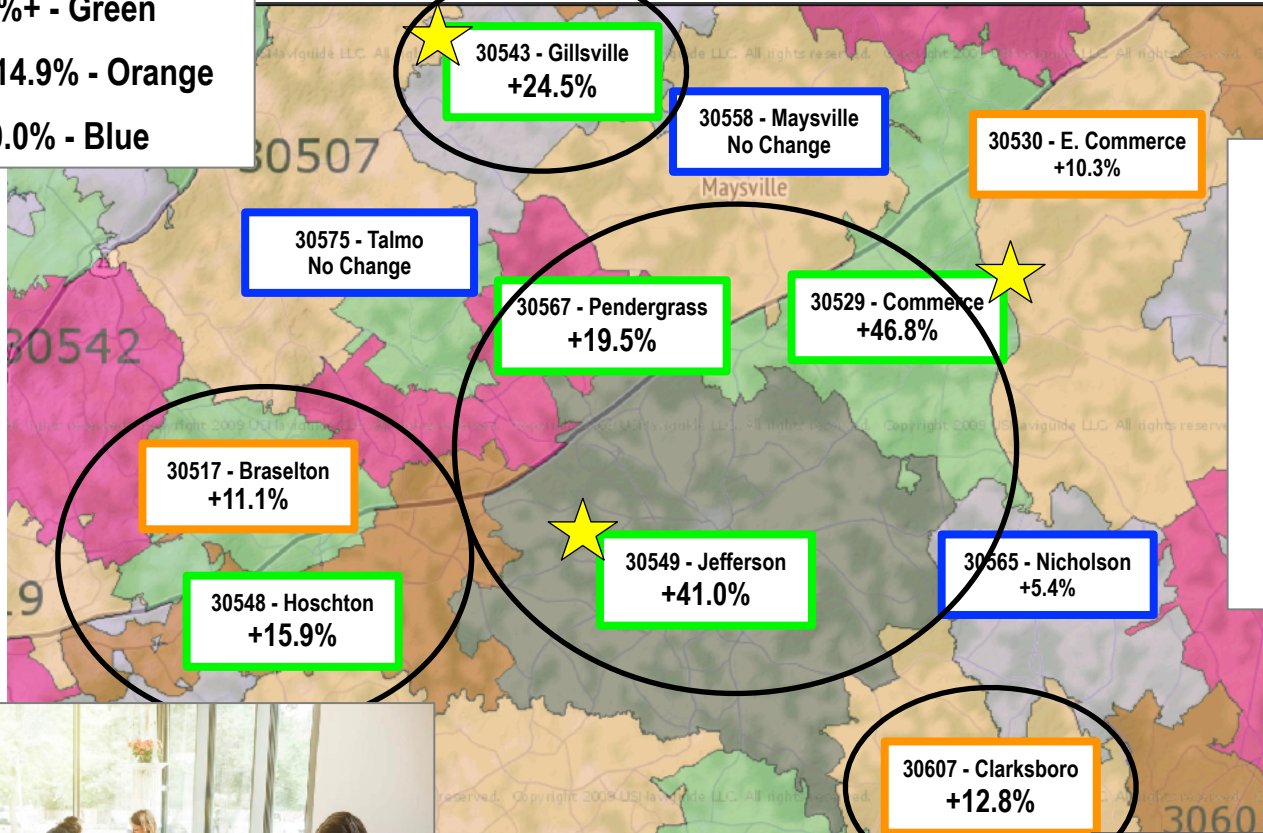 %+ - Green
14.9% - Orange
0.0% - Blue
30543 - Gillsville
+24.5%
30558 - Maysville
No Change
30530 - E. Commerce
+10.3%
30507
Maysville
30575 - Talmo
No Change
30567 - Pendergrass
+19.5%
30529 - Commerce
+46.8%
30542
30517 - Braselton
+11.1%
30549 - Jefferson
+41.0%
30565 - Nicholson
+5.4%
30548 - Hoschton
+15.9%
19
30607 - Clarksboro
+12.8%
3060